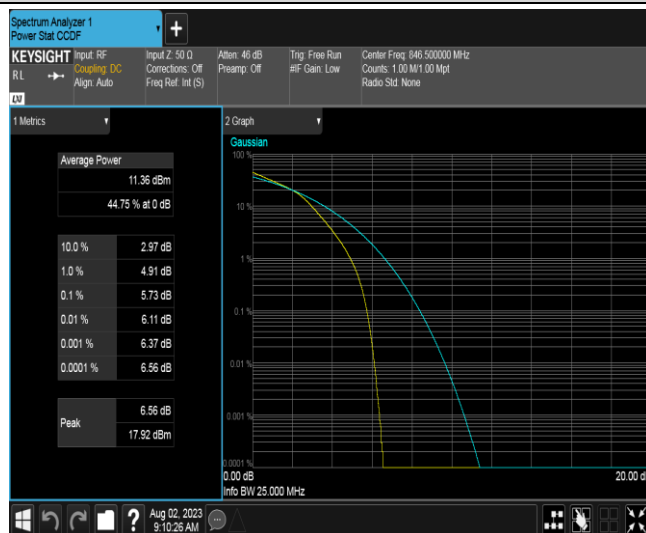 Spectrum Analyzer 1
Power Stat CCDF
KEYSIGHT
RL
LXI
Input: RF
Coupling: DC
Align: Auto
Input Z: 50 Ω
Corrections: Off
Freq Ref: Int (S)
Atten: 46 dB
Preamp: Off
Trig: Free Run
#IF Gain: Low
Center Freq: 846.500000 MHz
Counts: 1.00 M/1.00 Mpt
Radio Std: None
1 Metrics
Average Power
11.36 dBm
44.75 % at 0 dB
10.0 % 2.97 dB
1.0 % 4.91 dB
0.1 % 5.73 dB
0.01 % 6.11 dB
0.001 % 6.37 dB
0.0001 % 6.56 dB
Peak
6.56 dB
17.92 dBm
2 Graph
Gaussian
100 %
10 %
1 %
0.1 %
0.01 %
0.001 %
0.0001 %
0.00 dB
20.00 d
Info BW 25.000 MHz
?
Aug 02, 2023
9:10:26 AM